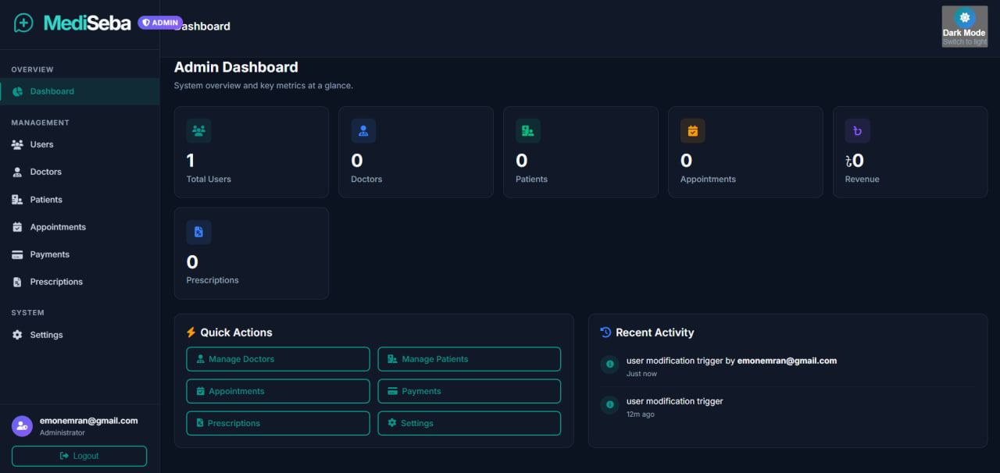 MediSeba
ADMIN
Dashboard
Dark Mode
Switch to light
OVERVIEW
Dashboard
MANAGEMENT
Users
Doctors
Patients
Appointments
Payments
Prescriptions
SYSTEM
Settings
emonemran@gmail.com
Administrator
Logout
Admin Dashboard
System overview and key metrics at a glance.
1
Total Users
0
Doctors
0
Patients
0
Appointments
৳
৳0
Revenue
0
Prescriptions
Quick Actions
Manage Doctors
Manage Patients
Appointments
Payments
Prescriptions
Settings
Recent Activity
user modification trigger by emonemran@gmail.com
Just now
user modification trigger
12m ago